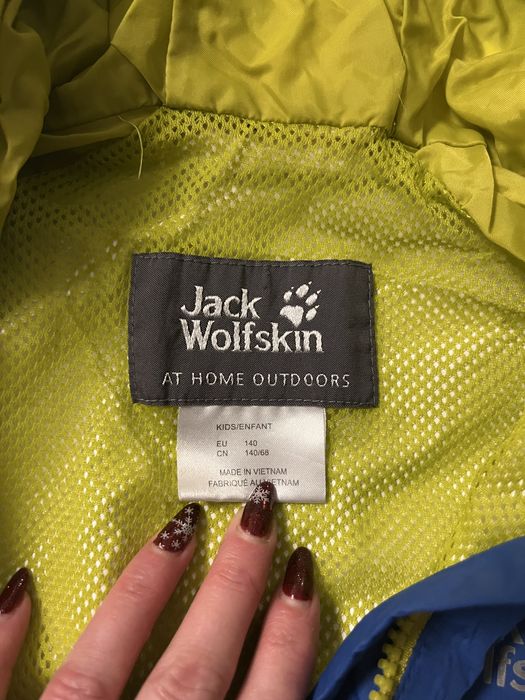 Jack
Wolfskin
AT HOME OUTDOORS
KIDS/ENFANT
EU 140
CN 140/68
MADE IN VIETNAM
FABRIQUÉ AU VIETNAM